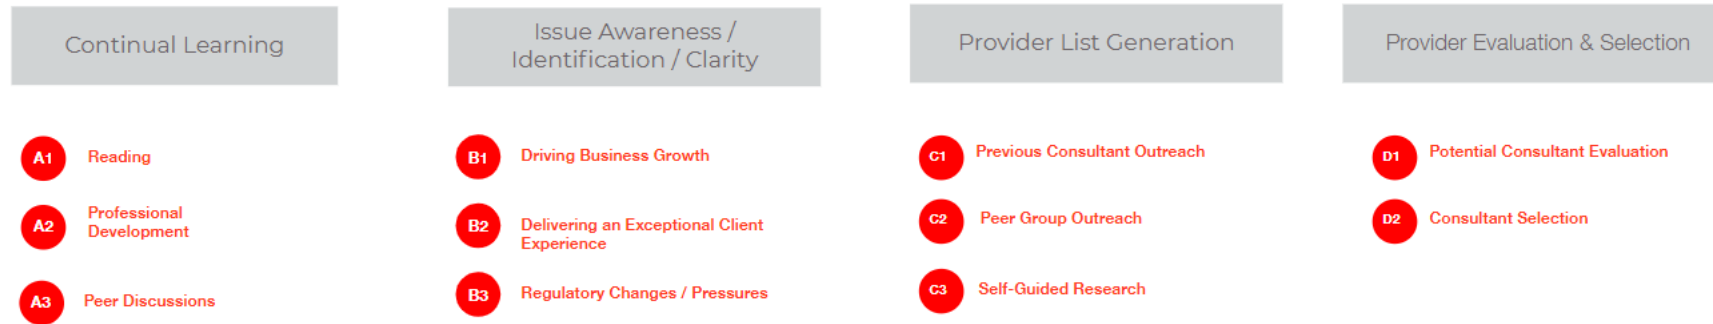 Continual Learning
Issue Awareness /
Identification / Clarity
Provider List Generation
Provider Evaluation & Selection
A1 Reading
A2 Professional
Development
A3 Peer Discussions
B1 Driving Business Growth
B2 Delivering an Exceptional Client
Experience
B3 Regulatory Changes / Pressures
C1 Previous Consultant Outreach
C2 Peer Group Outreach
C3 Self-Guided Research
D1 Potential Consultant Evaluation
D2 Consultant Selection